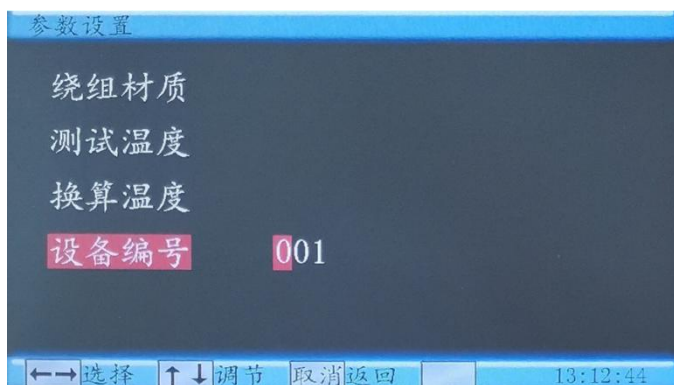 参数设置
绕组材质
测试温度
换算温度
设备编号 001
←→选择 ↑↓调节 取消返回 13:12:44